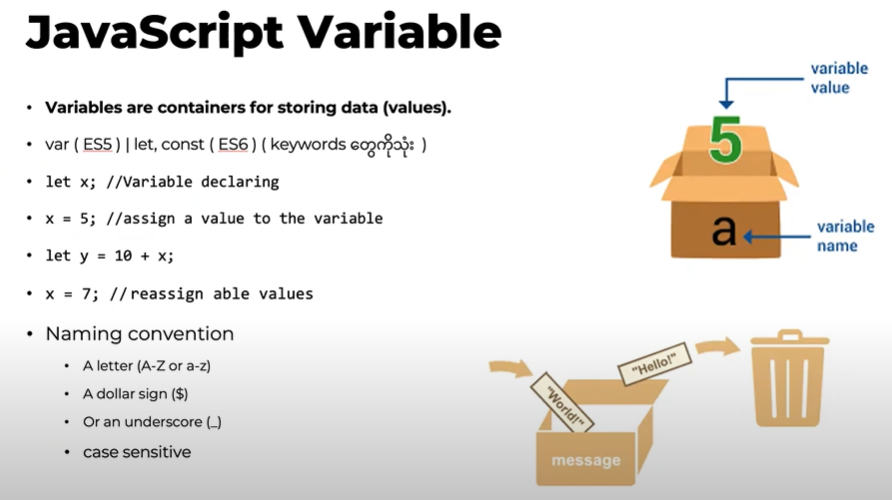 JavaScript Variable
• Variables are containers for storing data (values).
• var ( ES5 ) | let, const ( ES6 ) ( keywords တွေကိုသုံး )
• let x; //Variable declaring
• x = 5; //assign a value to the variable
• let y = 10 + x;
• x = 7; //reassign able values
• Naming convention
• A letter (A-Z or a-z)
• A dollar sign ($)
• Or an underscore (_)
• case sensitive
variable
value
5
a
variable
name
"World!"
"Hello!"
message